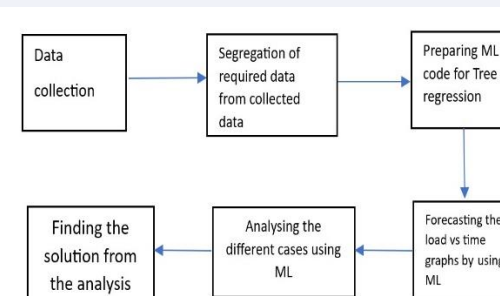 Data
collection
Segregation of
required data
from collected
data
Preparing ML
code for Tree
regression
Forecasting the
load vs time
graphs by using
ML
Analysing the
different cases using
ML
Finding the
solution from
the analysis